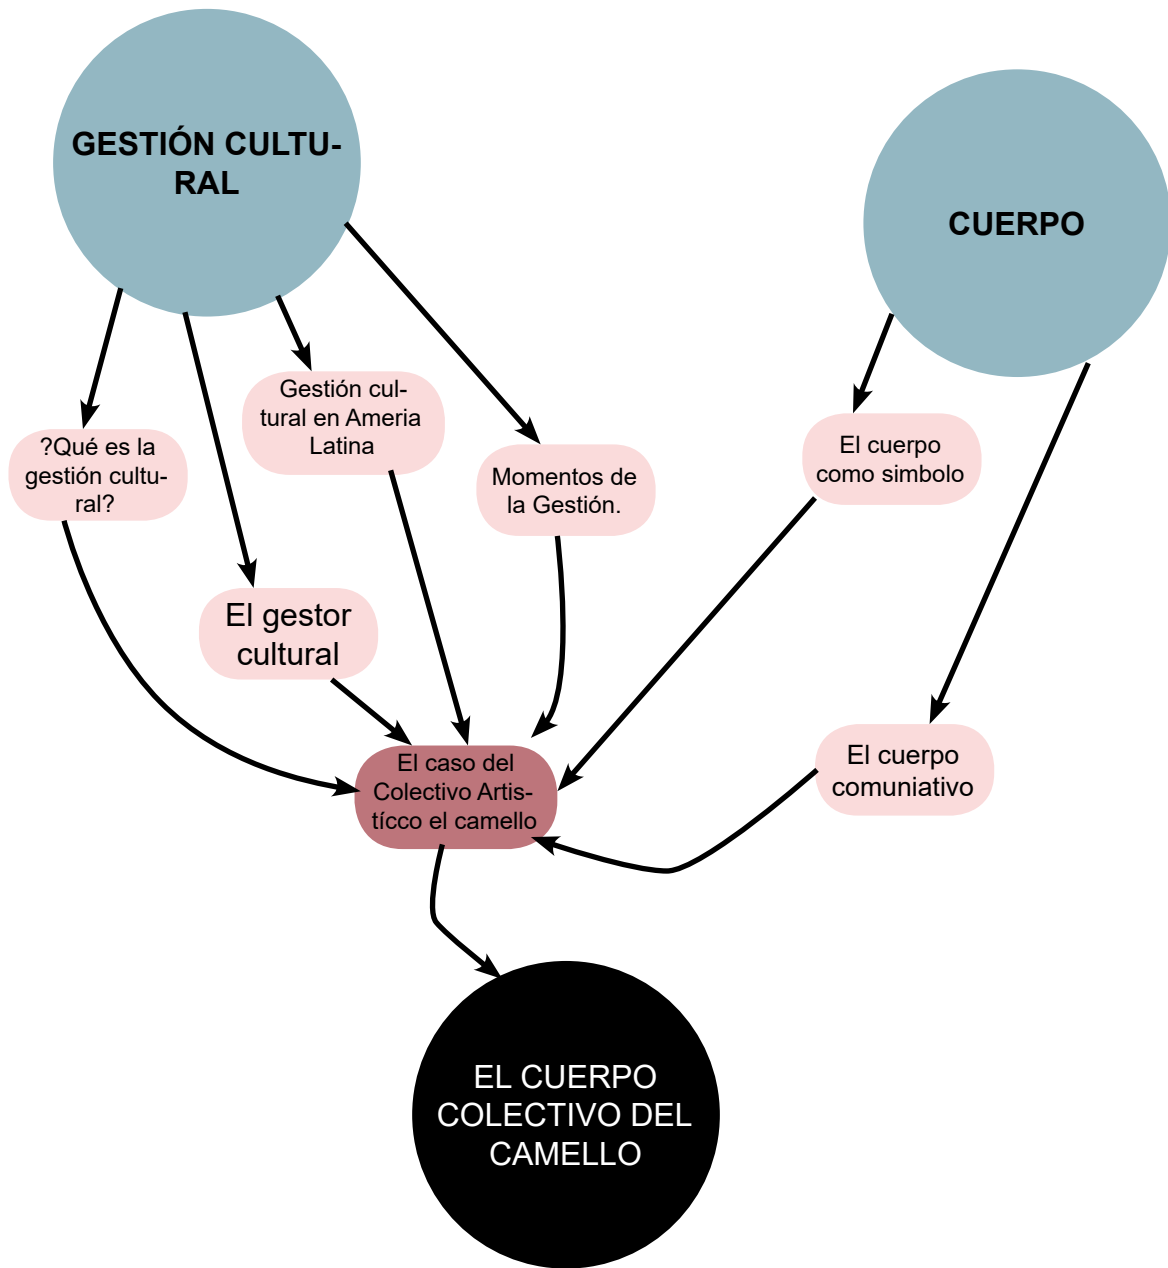 GESTIÓN CULTU-
RAL
CUERPO
Gestión cul-
tural en Ameria
Latina
?Qué es la
gestión cultu-
ral?
Momentos de
la Gestión.
El cuerpo
como simbolo
El gestor
cultural
El cuerpo
comuniativo
El caso del
Colectivo Artis-
tícco el camello
EL CUERPO
COLECTIVO DEL
CAMELLO